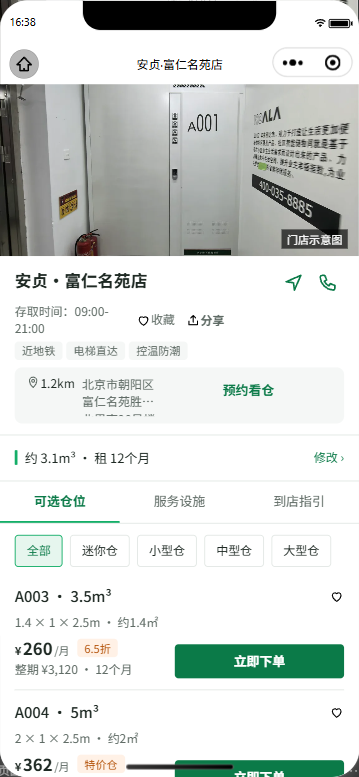 16:38
安贞·富仁名苑店
A001
400-035-8885
门店示意图
安贞·富仁名苑店
存取时间：09:00-
21:00
收藏
分享
近地铁
电梯直达
控温防潮
1.2km
北京市朝阳区
富仁名苑胜…
预约看仓
约 3.1m³ · 租 12个月
修改 ›
可选仓位
服务设施
到店指引
全部
迷你仓
小型仓
中型仓
大型仓
A003 · 3.5m³
1.4 × 1 × 2.5m · 约1.4㎡
¥260/月
6.5折
整期 ¥3,120 · 12个月
立即下单
A004 · 5m³
2 × 1 × 2.5m · 约2㎡
¥362/月
特价仓
立即下单